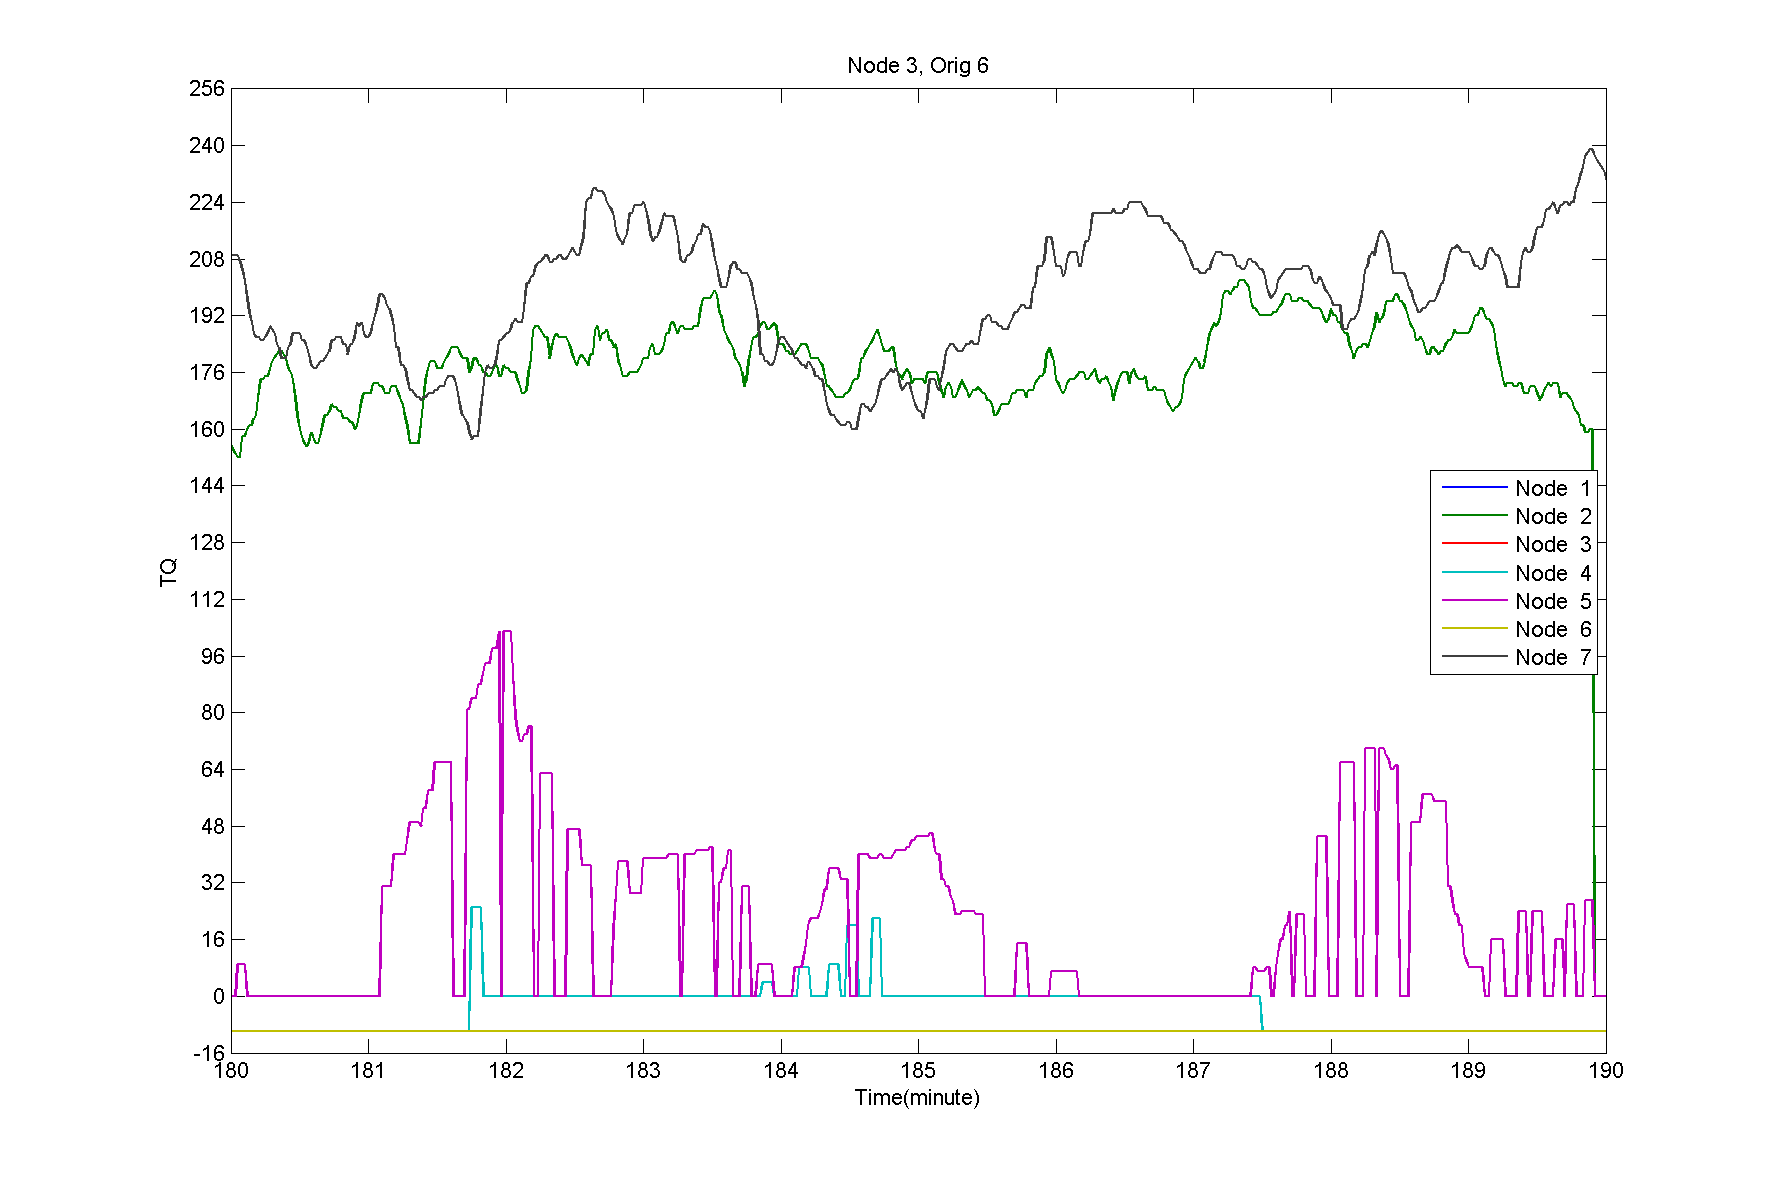 Node 3, Orig 6
256
240
224
208
192
176
160
144
128
112
96
80
64
48
32
16
0
-16
TQ
Node 1
Node 2
Node 3
Node 4
Node 5
Node 6
Node 7
180 181 182 183 184 185 186 187 188 189 190
Time(minute)